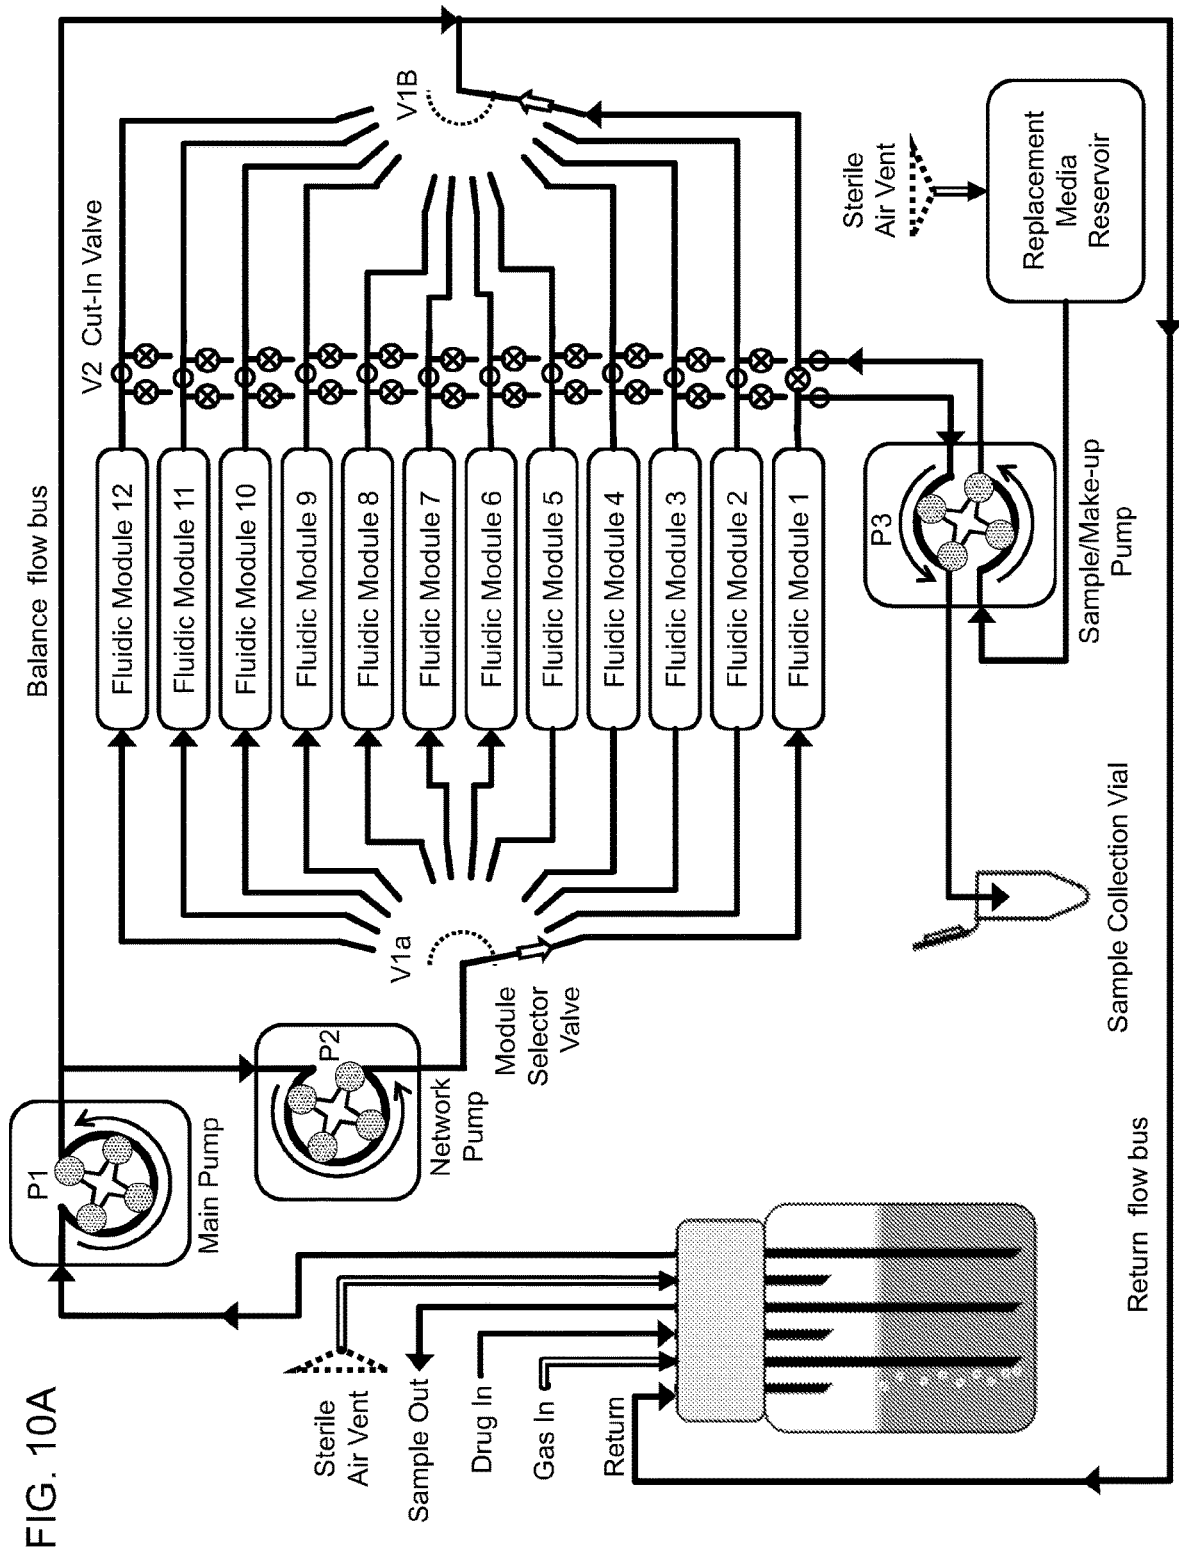 FIG. 10A
P1
Main Pump
Balance flow bus
P2
Network
Pump
Module
Selector
Valve
V1a
Fluidic Module 12
Fluidic Module 11
Fluidic Module 10
Fluidic Module 9
Fluidic Module 8
Fluidic Module 7
Fluidic Module 6
Fluidic Module 5
Fluidic Module 4
Fluidic Module 3
Fluidic Module 2
Fluidic Module 1
V2 Cut-In Valve
V1B
Sterile
Air Vent
Sample Out
Drug In
Gas In
Return
Return flow bus
Sample Collection Vial
P3
Sample/Make-up
Pump
Sterile
Air Vent
Replacement
Media
Reservoir